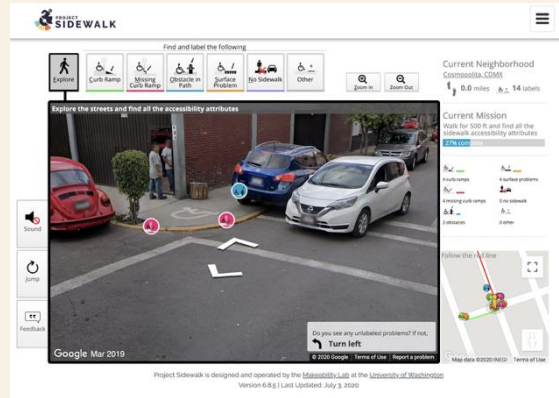 PROJECT
SIDEWALK
Find and label the following
Explore
Curb Ramp
Missing
Curb Ramp
Obstacle in
Path
Surface
Problem
No Sidewalk
Other
Zoom In
Zoom Out
Explore the streets and find all the accessibility attributes
Sound
Jump
Feedback
Do you see any unlabeled problems? If not,
Turn left
Google Mar 2019
© 2020 Google
Terms of Use
Report a problem
Current Neighborhood
Cosmopolita, CDMX
0.0 miles
14 labels
Current Mission
Walk for 500 ft and find all the
sidewalk accessibility attributes
27% complete
4 curb ramps
4 surface problems
4 missing curb ramps
0 no sidewalk
2 obstacles
0 other
Follow the red line
Google
Map data ©2020 INEGI
Terms of Use
Project Sidewalk is designed and operated by the Makeability Lab at the University of Washington
Version 6.8.5 | Last Updated: July 3, 2020